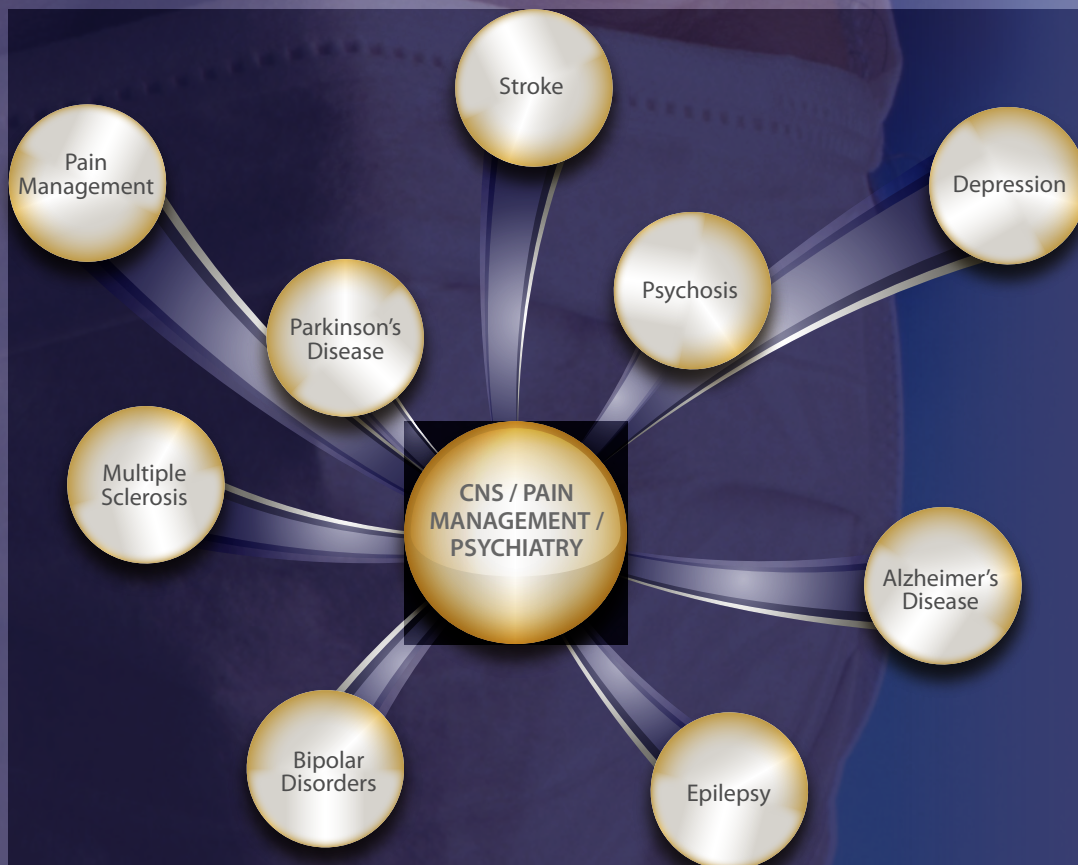 Stroke
Pain
Management
Depression
Psychosis
Parkinson’s
Disease
Multiple
Sclerosis
CNS / PAIN
MANAGEMENT /
PSYCHIATRY
Alzheimer’s
Disease
Bipolar
Disorders
Epilepsy